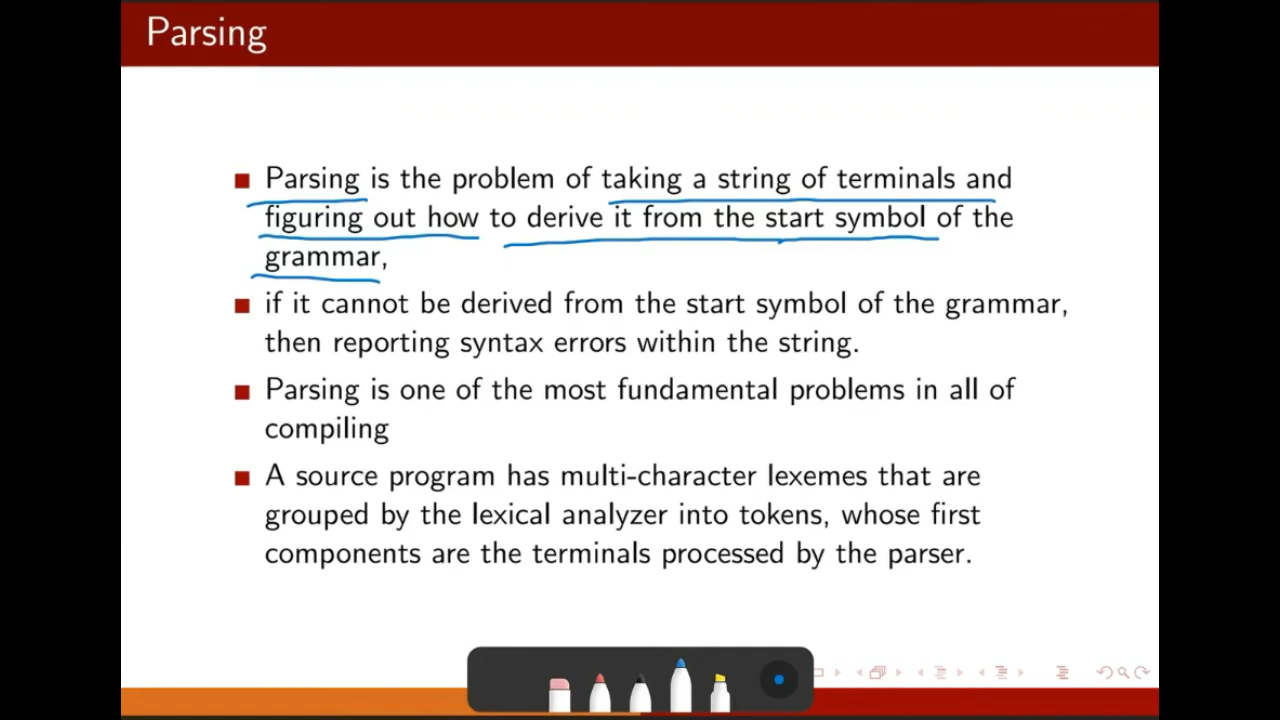 Parsing
Parsing is the problem of taking a string of terminals and
figuring out how to derive it from the start symbol of the
grammar,
if it cannot be derived from the start symbol of the grammar,
then reporting syntax errors within the string.
Parsing is one of the most fundamental problems in all of
compiling
A source program has multi-character lexemes that are
grouped by the lexical analyzer into tokens, whose first
components are the terminals processed by the parser.